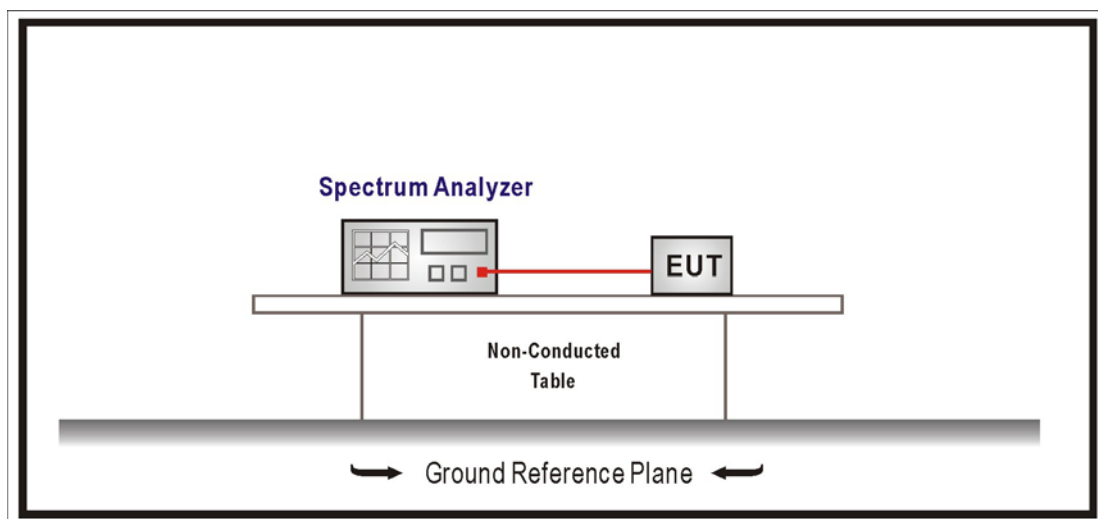 Spectrum Analyzer
EUT
Non-Conducted
Table
Ground Reference Plane